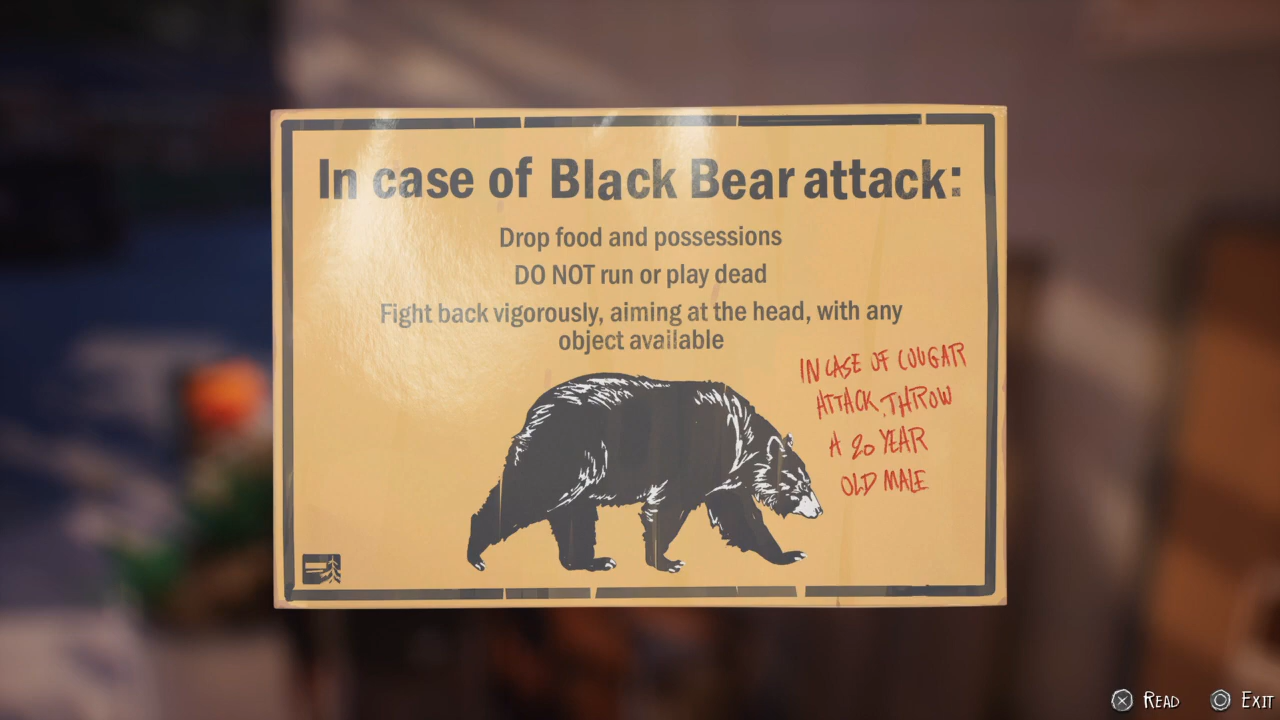 In case of Black Bear attack:
Drop food and possessions
DO NOT run or play dead
Fight back vigorously, aiming at the head, with any
object available
IN CASE OF COUGAR
ATTACK, THROW
A 20 YEAR
OLD MALE
READ EXIT